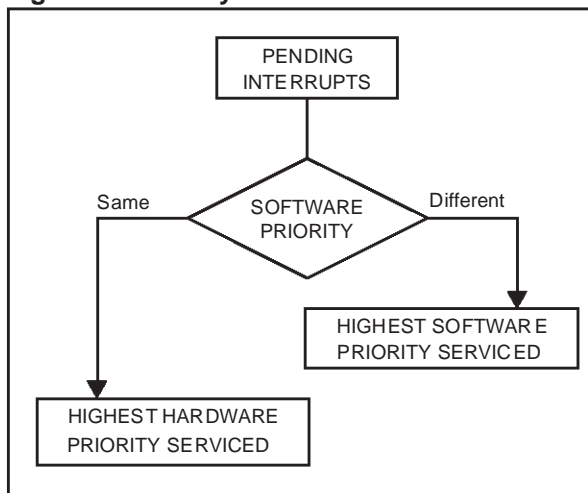 PENDING
INTERRUPTS
Same
Different
SOFTWARE
PRIORITY
HIGHEST SOFTWARE
PRIORITY SERVICED
HIGHEST HARDWARE
PRIORITY SERVICED